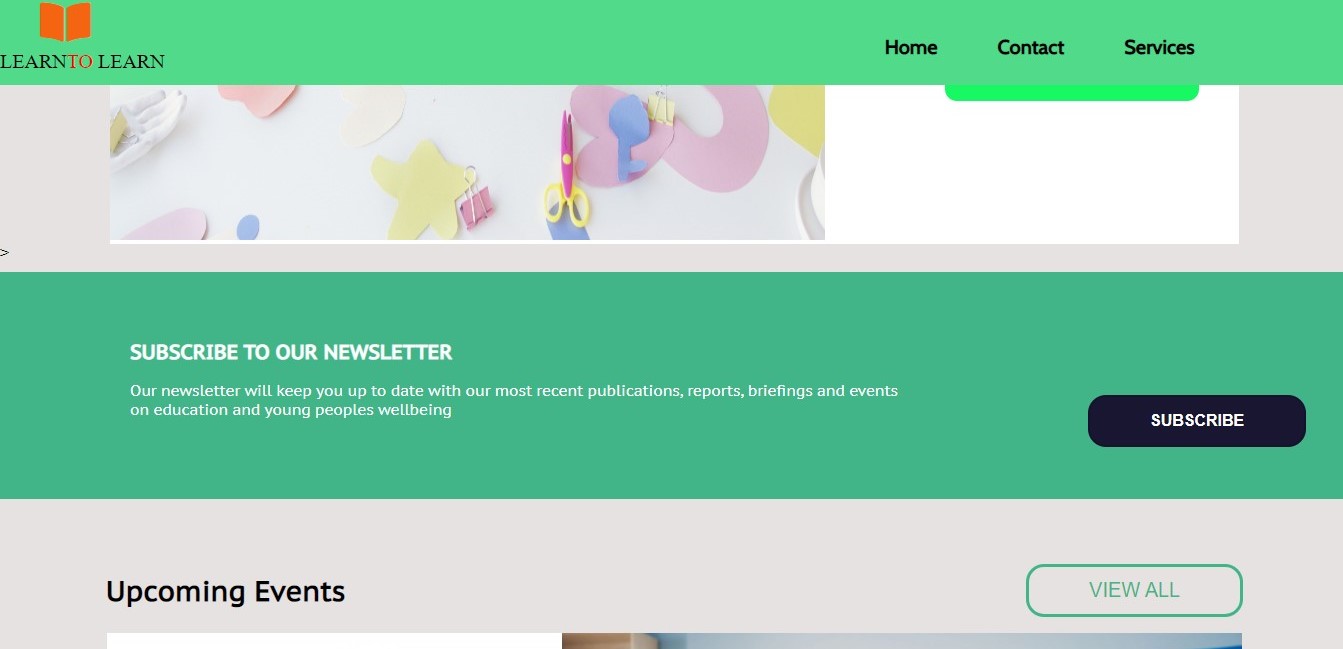 LEARNTO LEARN
Home Contact Services
>
SUBSCRIBE TO OUR NEWSLETTER
Our newsletter will keep you up to date with our most recent publications, reports, briefings and events
on education and young peoples wellbeing
SUBSCRIBE
Upcoming Events
VIEW ALL